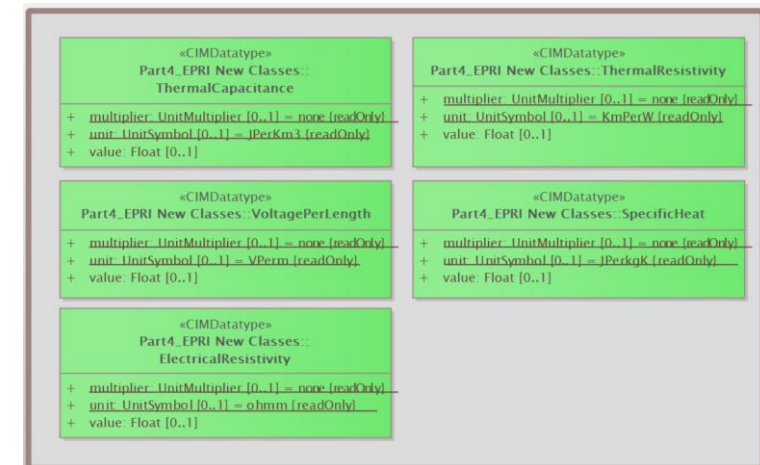 «CIMDatatype»
Part4_EPRI New Classes::
ThermalCapacitance
+ multiplier: UnitMultiplier [0..1] = none {readOnly}
+ unit: UnitSymbol [0..1] = JPerKm3 {readOnly}
+ value: Float [0..1]
«CIMDatatype»
Part4_EPRI New Classes::ThermalResistivity
+ multiplier: UnitMultiplier [0..1] = none {readOnly}
+ unit: UnitSymbol [0..1] = KmPerW {readOnly}
+ value: Float [0..1]
«CIMDatatype»
Part4_EPRI New Classes::VoltagePerLength
+ multiplier: UnitMultiplier [0..1] = none {readOnly}
+ unit: UnitSymbol [0..1] = VPerm {readOnly}
+ value: Float [0..1]
«CIMDatatype»
Part4_EPRI New Classes::SpecificHeat
+ multiplier: UnitMultiplier [0..1] = none {readOnly}
+ unit: UnitSymbol [0..1] = JPerkgK {readOnly}
+ value: Float [0..1]
«CIMDatatype»
Part4_EPRI New Classes::
ElectricalResistivity
+ multiplier: UnitMultiplier [0..1] = none {readOnly}
+ unit: UnitSymbol [0..1] = ohmm {readOnly}
+ value: Float [0..1]